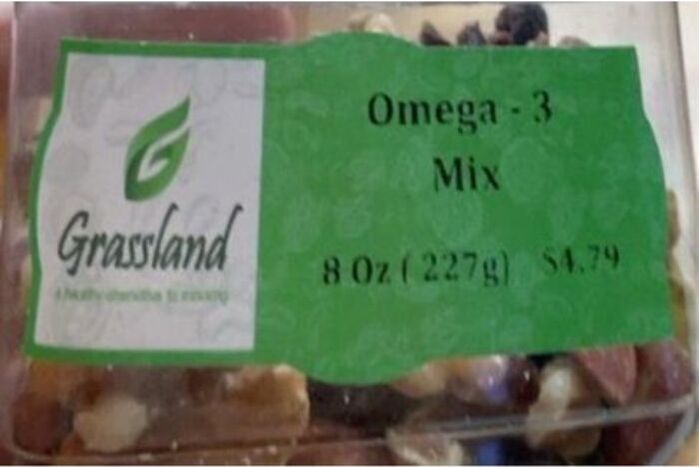 Grassland
Omega - 3
Mix
8 Oz ( 227g) $4.79